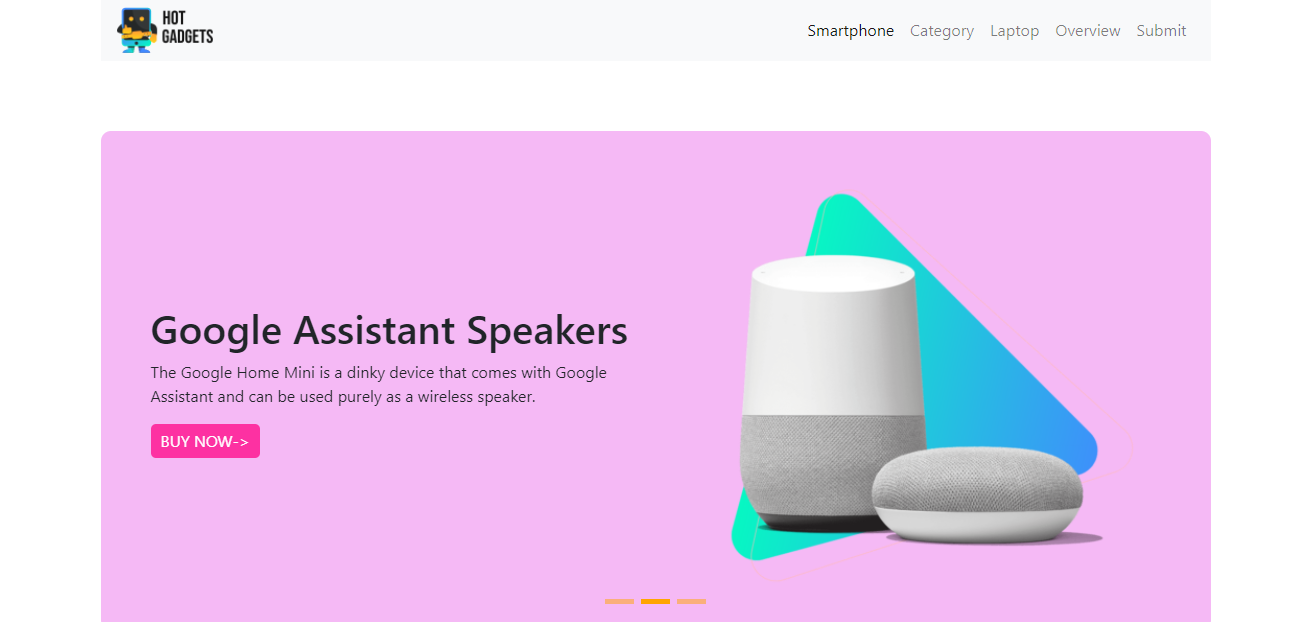 HOT
GADGETS
Smartphone Category Laptop Overview Submit
Google Assistant Speakers
The Google Home Mini is a dinky device that comes with Google
Assistant and can be used purely as a wireless speaker.
BUY NOW->